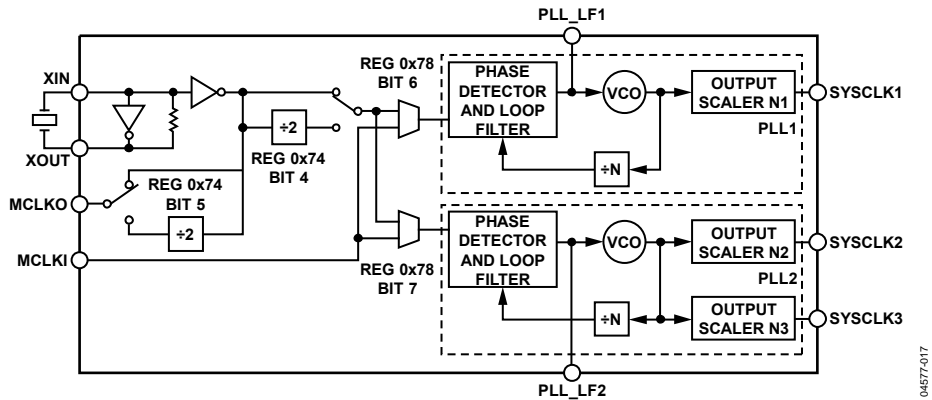 PLL_LF1
XIN
XOUT
MCLKO
MCLKI
REG 0x78
BIT 6
÷2
REG 0x74
BIT 4
REG 0x74
BIT 5
÷2
REG 0x78
BIT 7
PHASE
DETECTOR
AND LOOP
FILTER
VCO
OUTPUT
SCALER N1
PLL1
÷N
SYSCLK1
PHASE
DETECTOR
AND LOOP
FILTER
VCO
OUTPUT
SCALER N2
PLL2
÷N
OUTPUT
SCALER N3
SYSCLK2
SYSCLK3
PLL_LF2
04577-017